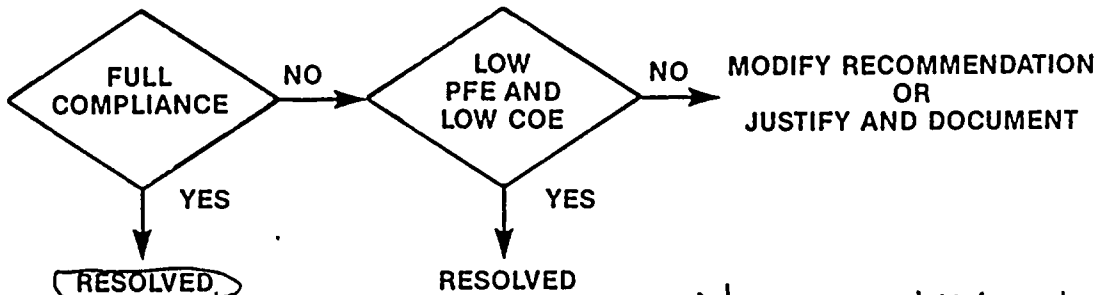 FULL
COMPLIANCE
NO
LOW
PFE AND
LOW COE
NO
MODIFY RECOMMENDATION
OR
JUSTIFY AND DOCUMENT
YES
YES
RESOLVED
RESOLVED